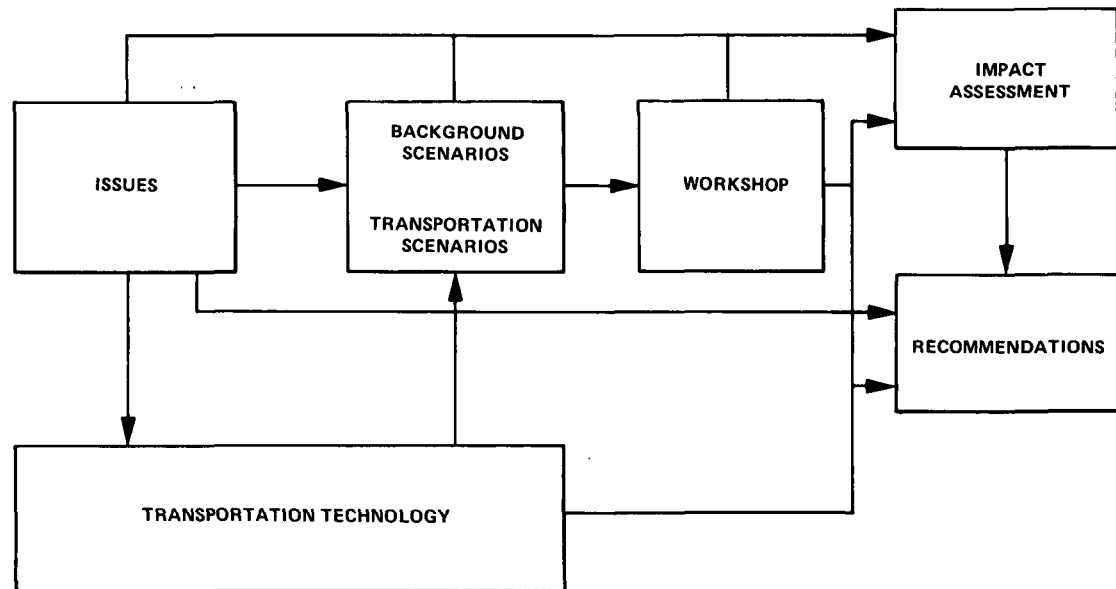 IMPACT
ASSESSMENT
BACKGROUND
SCENARIOS
ISSUES
WORKSHOP
TRANSPORTATION
SCENARIOS
RECOMMENDATIONS
TRANSPORTATION TECHNOLOGY